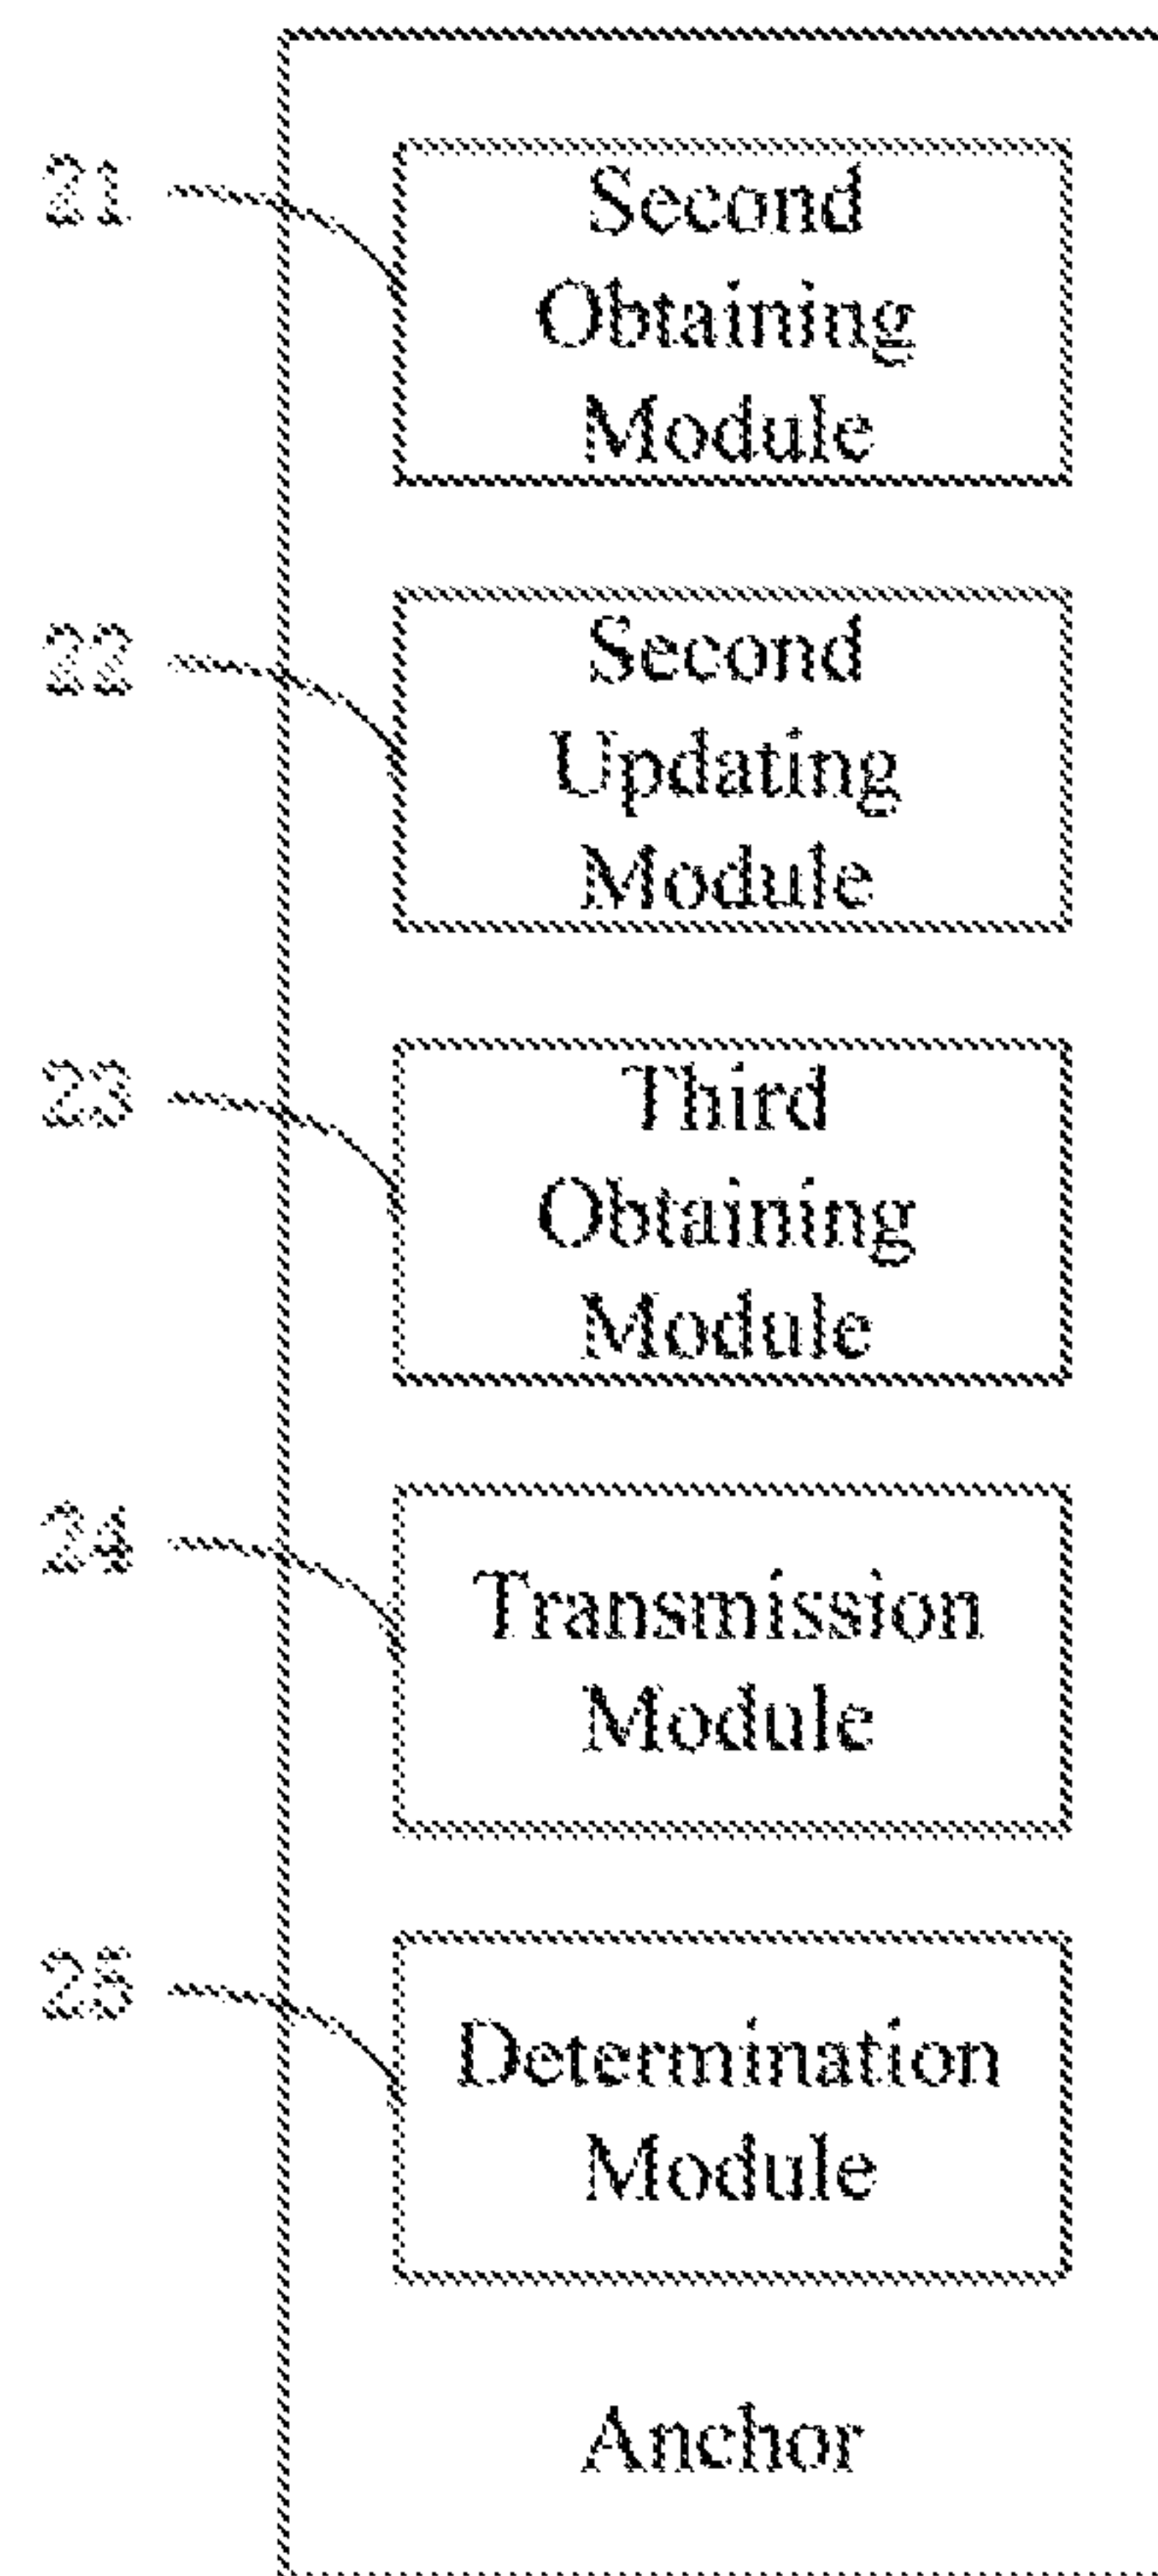 21
Second
Obtaining
Module
22
Second
Updating
Module
23
Third
Obtaining
Module
24
Transmission
Module
25
Determination
Module
Anchor